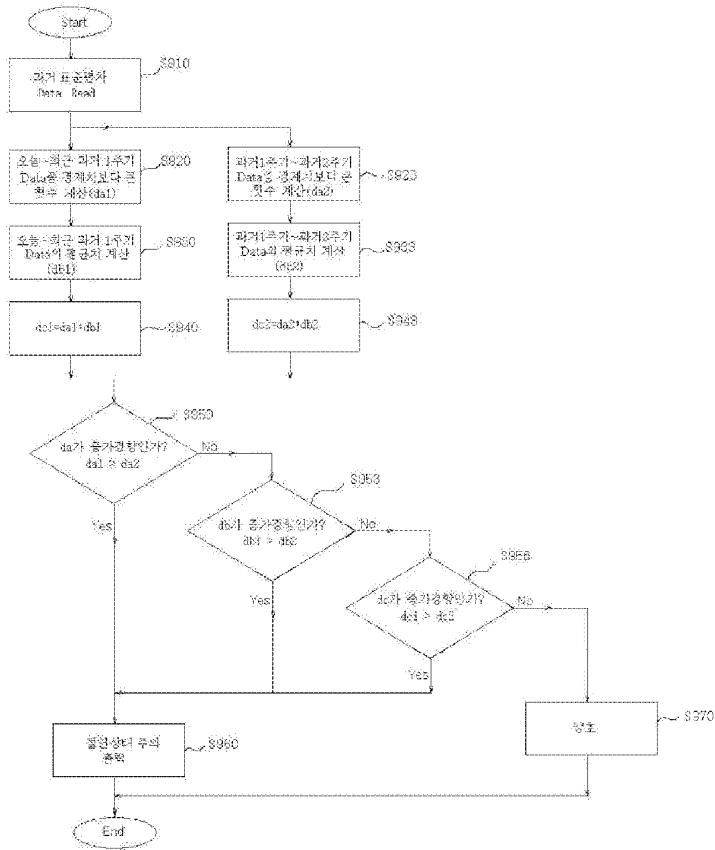 Start
과거 표준편차
Data Read
S910
오늘~최근 과거 1주기
Data중 경계치보다 큰
횟수 계산(da1)
S920
과거1주기~과거2주기
Data중 경계치보다 큰
횟수 계산(da2)
S923
오늘~최근 과거 1주기
Data의 평균치 계산
(db1)
S930
과거1주기~과거2주기
Data의 평균치 계산
(db2)
S933
dc1=da1*db1
S940
dc2=da2*db2
S943
S950
da가 증가경향인가?
da1 > da2
No
Yes
S953
db가 증가경향인가?
db1 > db2
No
Yes
S956
dc가 증가경향인가?
dc1 > dc2
No
Yes
절연상태 주의
출력
S960
양호
S970
End